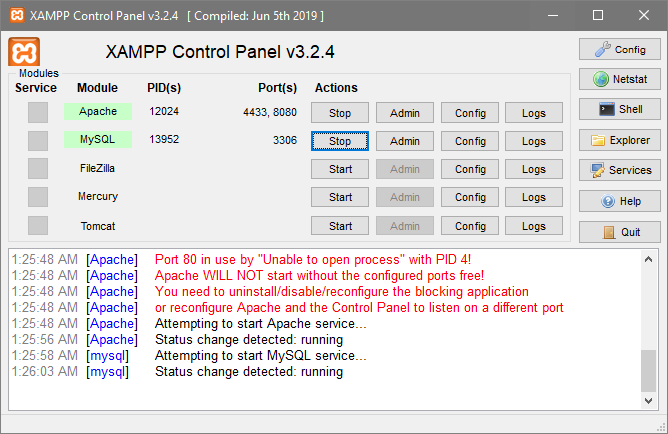 XAMPP Control Panel v3.2.4 [ Compiled: Jun 5th 2019 ]
XAMPP Control Panel v3.2.4
Config
Modules
Service Module PID(s) Port(s) Actions
Netstat
Apache 12024 4433, 8080 Stop Admin Config Logs
Shell
MySQL 13952 3306 Stop Admin Config Logs
Explorer
FileZilla Start Admin Config Logs
Services
Mercury Start Admin Config Logs
Help
Tomcat Start Admin Config Logs
Quit
1:25:48 AM [Apache] Port 80 in use by "Unable to open process" with PID 4!
1:25:48 AM [Apache] Apache WILL NOT start without the configured ports free!
1:25:48 AM [Apache] You need to uninstall/disable/reconfigure the blocking application
1:25:48 AM [Apache] or reconfigure Apache and the Control Panel to listen on a different port
1:25:48 AM [Apache] Attempting to start Apache service...
1:25:56 AM [Apache] Status change detected: running
1:25:58 AM [mysql] Attempting to start MySQL service...
1:26:03 AM [mysql] Status change detected: running